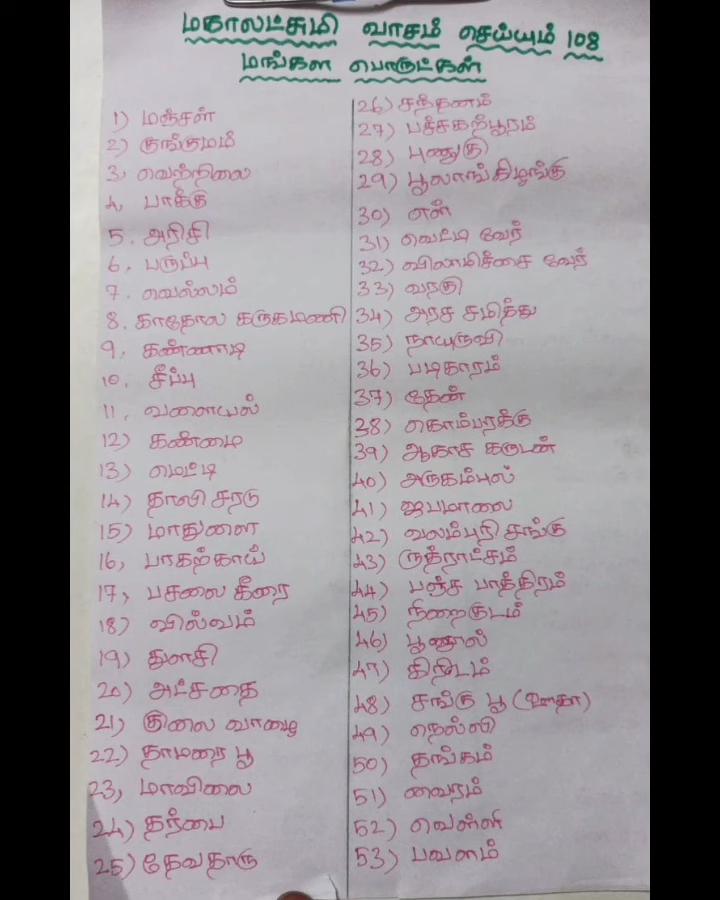 மகாலட்சுமி வாசம் செய்யும் 108
மங்கள பொருட்கள்
1) மஞ்சள்
2) குங்குமம்
3, வெற்றிலை
4, பாக்கு
5. அரிசி
6, பருப்பு
7. வெல்லம்
8. காதோல கருகமணி
9, கண்ணாடி
10, சீப்பு
11, வளையல்
12) கண்மை
13) மெட்டி
14) தாலி சரடு
15) மாதுளை
16, பாகற்காய்
17, பசலை கீரை
18) வில்வம்
19) துளசி
20) அட்சதை
21) குலை வாழை
22) தாமரை பூ
23, மாவிலை
24) தர்பை
25) தேவதாரு
26) சந்தணம்
27) பச்சகற்பூரம்
28) புணுகு
29) பூலாங்கிழங்கு
30) எள்
31) வெட்டி வேர்
32) விலாமிச்சை வேர்
33) வரகு
34) அரச சமித்து
35) நாயுருவி
36) படிகாரம்
37) தேன்
38) கொம்பரக்கு
39) ஆகாச கருடன்
40) அருகம்புல்
41) ஜபமாலை
42) வலம்புரி சங்கு
43) ருத்ராட்சம்
44) பஞ்ச பாத்திரம்
45) நிறைகுடம்
46) பூணூல்
47) கிரிடம்
48) சங்கு பூ (ஊதா)
49) நெல்லி
50) தங்கம்
51) வைரம்
52) வெள்ளி
53) பவளம்